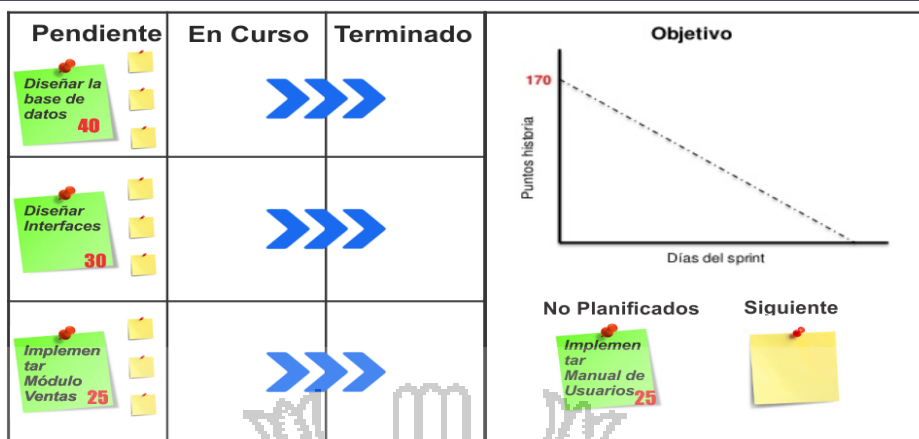 Pendiente
En Curso
Terminado
Diseñar la
base de
datos
40
Diseñar
Interfaces
30
Implemen
tar
Módulo
Ventas 25
Objetivo
170
Puntos historia
Días del sprint
No Planificados
Siguiente
Implemen
tar
Manual de
Usuarios
25